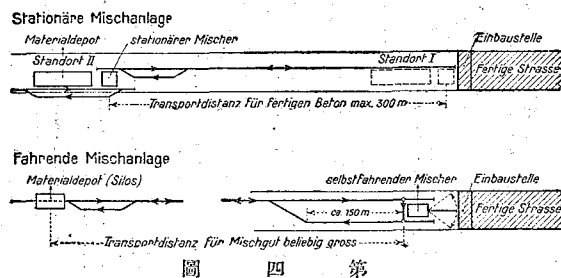 Stationäre Mischanlage
Materialdepot
stationärer Mischer
Einbaustelle
Standort II
Standort I
Fertige Strasse
Transportdistanz für fertigen Beton max. 300 m
Fahrende Mischanlage
Materialdepot (Silos)
selbstfahrender Mischer
Einbaustelle
ca. 150 m
Fertige Strasse
Transportdistanz für Mischgut beliebig gross
圖 四 第